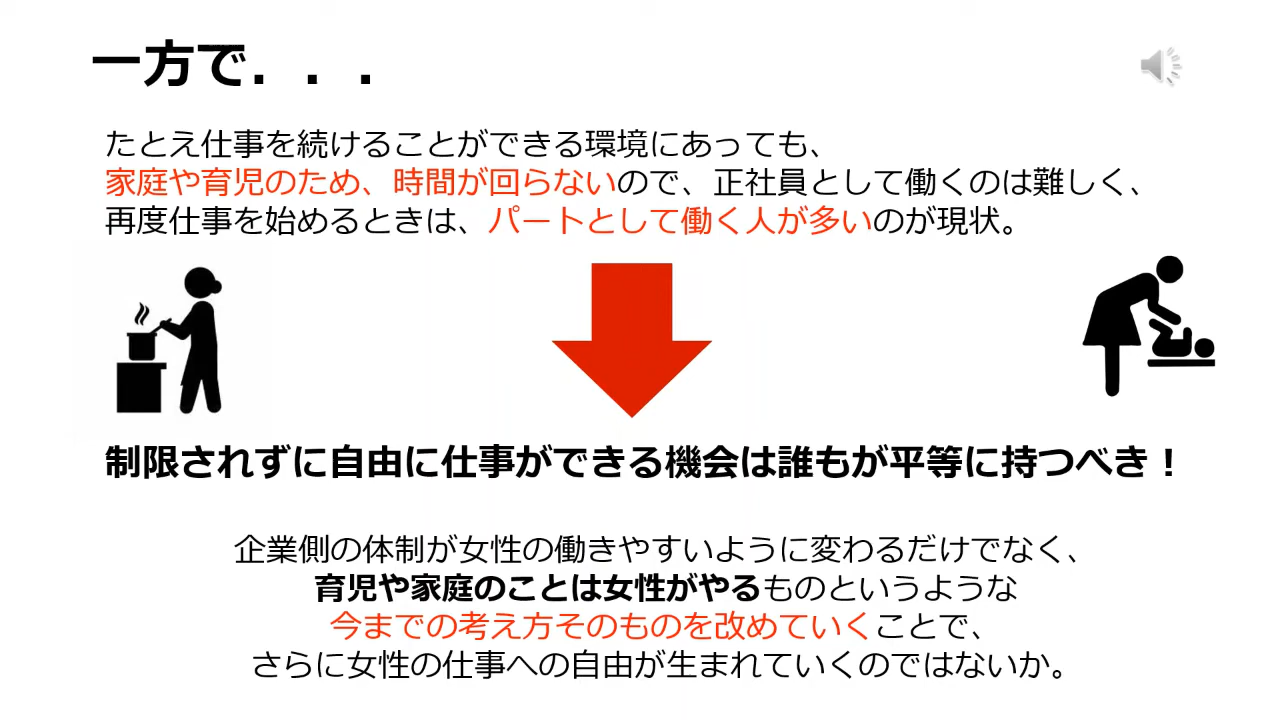 一方で．．．
たとえ仕事を続けることができる環境にあっても、
家庭や育児のため、時間が回らないので、正社員として働くのは難しく、
再度仕事を始めるときは、パートとして働く人が多いのが現状。
制限されずに自由に仕事ができる機会は誰もが平等に持つべき！
企業側の体制が女性の働きやすいように変わるだけでなく、
育児や家庭のことは女性がやるものというような
今までの考え方そのものを改めていくことで、
さらに女性の仕事への自由が生まれていくのではないか。